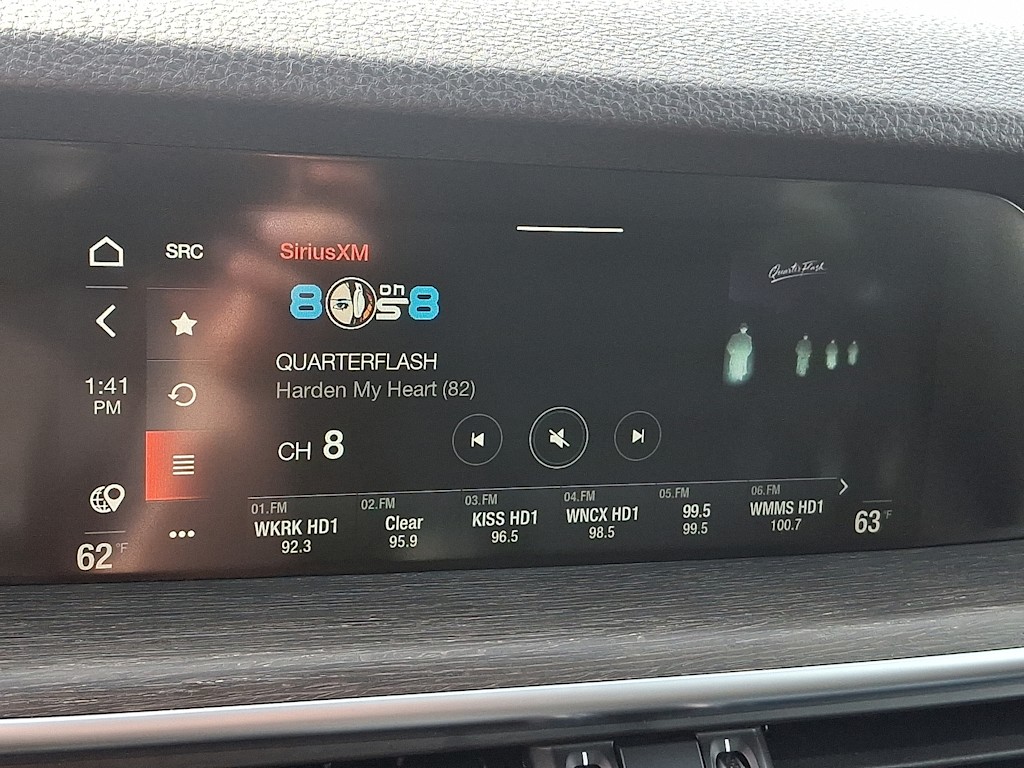 SRC
SiriusXM
8 on 8
80s
QUARTERFLASH
Harden My Heart (82)
1:41
PM
CH 8
01.FM
WKRK HD1
92.3
02.FM
Clear
95.9
03.FM
KISS HD1
96.5
04.FM
WNCX HD1
98.5
05.FM
99.5
99.5
06.FM
WMMS HD1
100.7
62°F
63°F
QuarterFlash